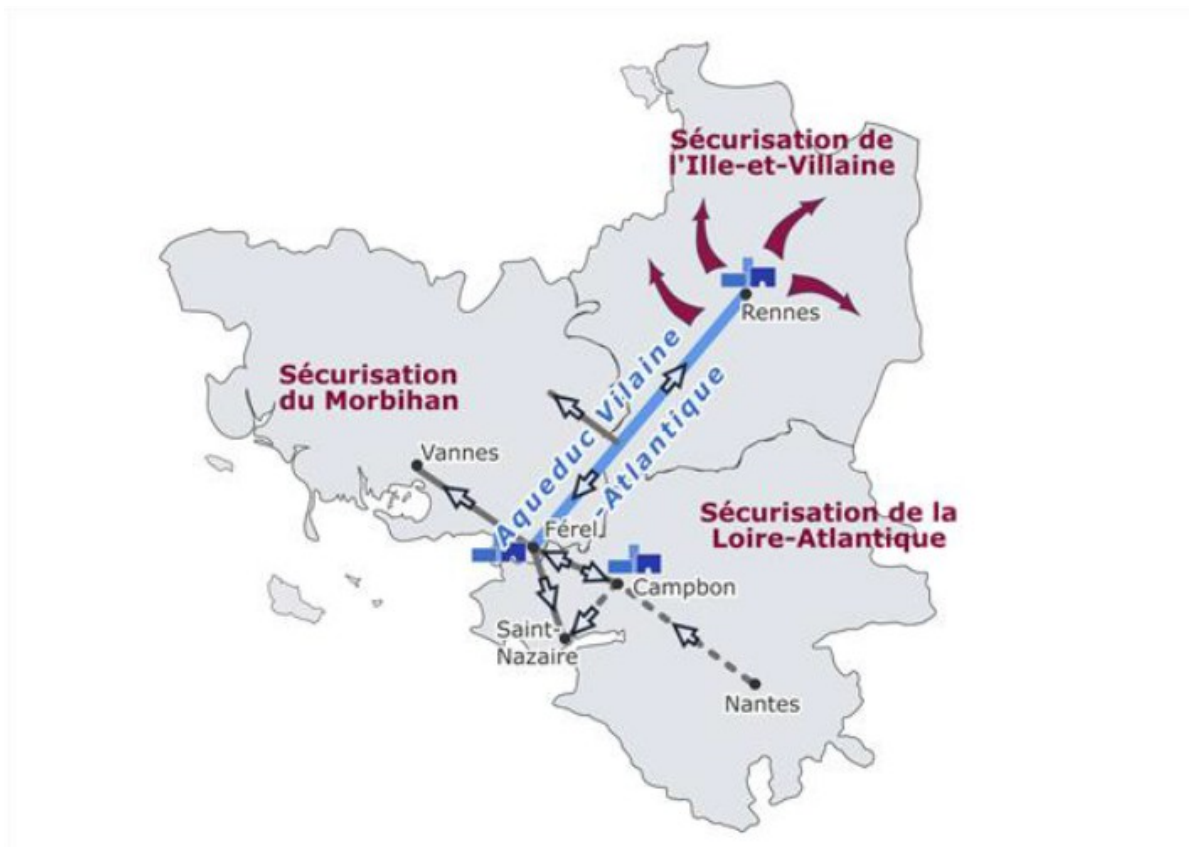 Sécurisation de
l'Ille-et-Villaine
Rennes
Aqueduc Vilaine
-Atlantique
Sécurisation
du Morbihan
Vannes
Férel
Sécurisation de la
Loire-Atlantique
Campbon
Saint-
Nazaire
Nantes